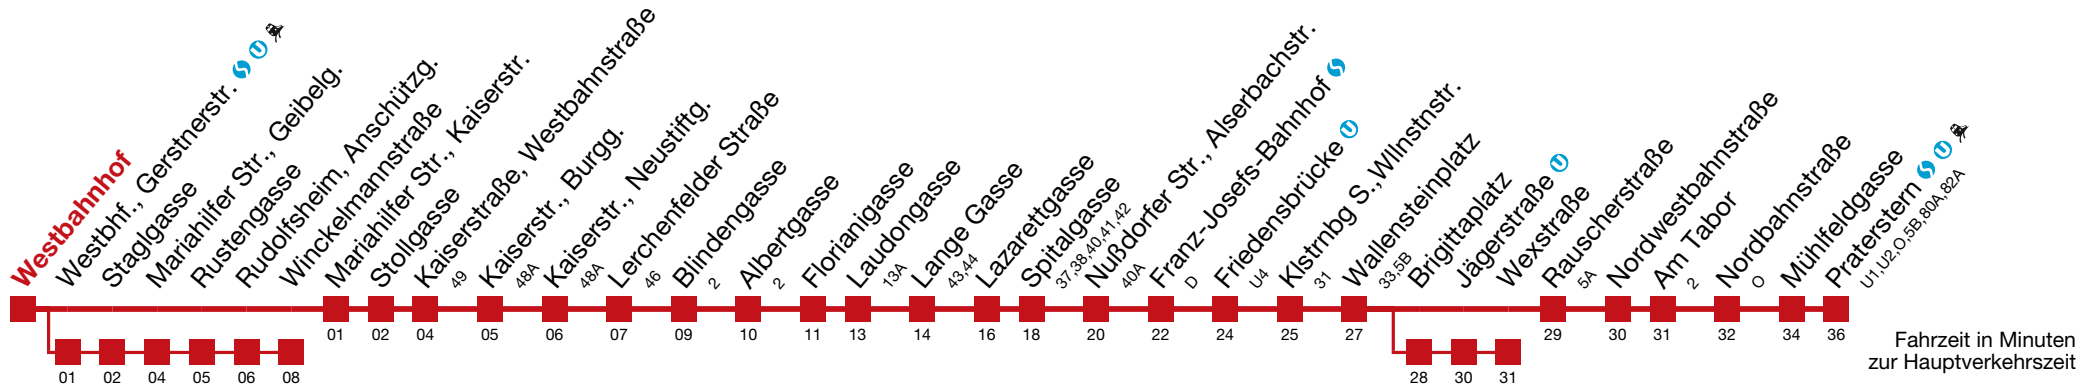 Westbahnhof
Westbhf., Gerstnerstr.
Staglgasse
Mariahilfer Str., Geibelg.
Rustengasse
Rudolfsheim, Anschützg.
Winckelmannstraße
Mariahilfer Str., Kaiserstr.
Stollgasse
Kaiserstraße, Westbahnstraße
49
Kaiserstr., Burgg.
48A
Kaiserstr., Neustiftg.
48A
Lerchenfelder Straße
46
Blindengasse
2
Albertgasse
2
Florianigasse
Laudongasse
13A
Lange Gasse
43,44
Lazarettgasse
Spitalgasse
37,38,40,41,42
Nußdorfer Str., Alserbachstr.
40A
Franz-Josefs-Bahnhof
D
Friedensbrücke
U4
Klstrnbg S., Wllnstnstr.
31
Wallensteinplatz
33,5B
Brigittaplatz
Jägerstraße
Wexstraße
Rauscherstraße
5A
Nordwestbahnstraße
Am Tabor
2
Nordbahnstraße
O
Mühlfeldgasse
Praterstern
U1,U2,O,5B,80A,82A
01 02 04 05 06 07 09 10 11 13 14 16 18 20 22 24 25 27 29 30 31 32 34 36
01 02 04 05 06 08 28 30 31
Fahrzeit in Minuten
zur Hauptverkehrszeit